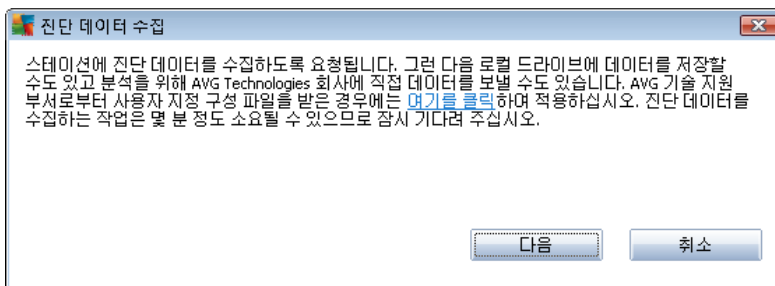 진단 데이터 수집
스테이션에 진단 데이터를 수집하도록 요청됩니다. 그런 다음 로컬 드라이브에 데이터를 저장할
수도 있고 분석을 위해 AVG Technologies 회사에 직접 데이터를 보낼 수도 있습니다. AVG 기술 지원
부서로부터 사용자 지정 구성 파일을 받은 경우에는 여기를 클릭하여 적용하십시오. 진단 데이터를
수집하는 작업은 몇 분 정도 소요될 수 있으므로 잠시 기다려 주십시오.
다음 취소